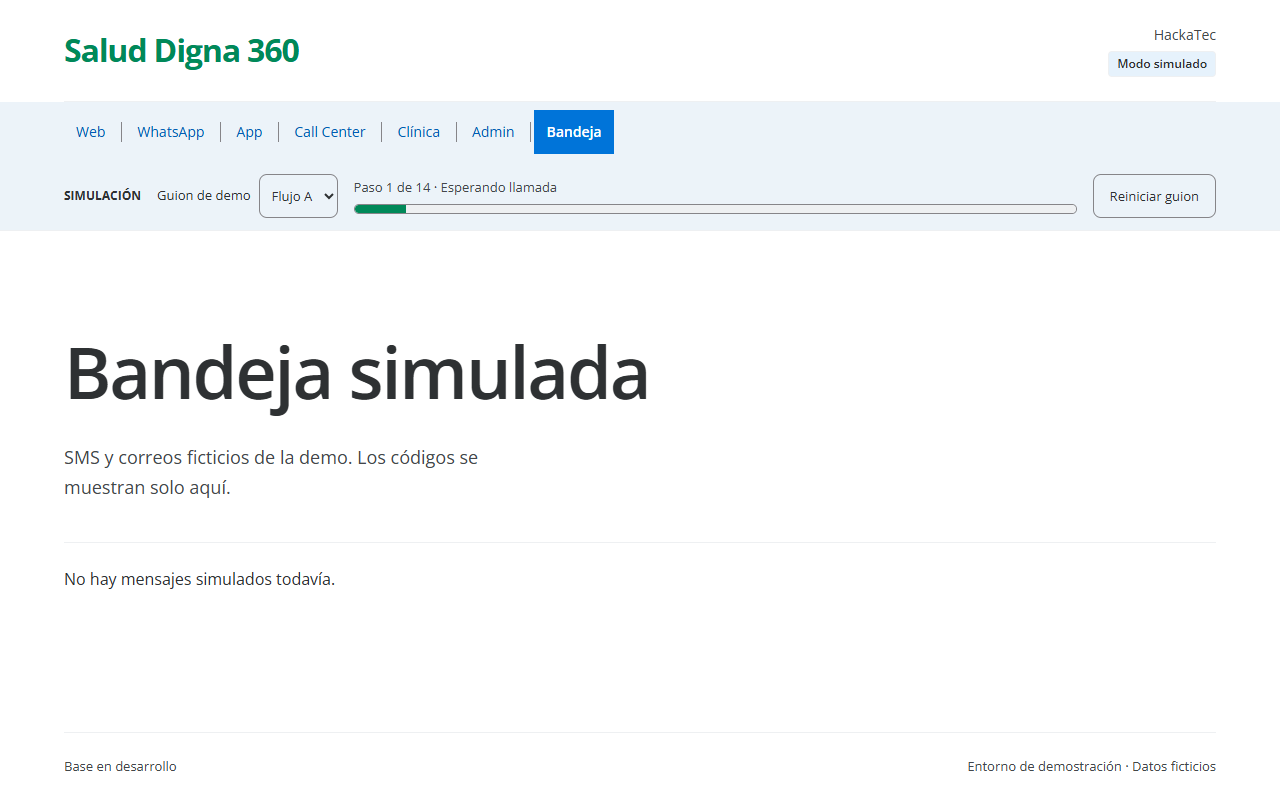 Salud Digna 360
HackaTec
Modo simulado
Web
WhatsApp
App
Call Center
Clínica
Admin
Bandeja
SIMULACIÓN
Guion de demo
Flujo A
Paso 1 de 14 · Esperando llamada
Reiniciar guion
Bandeja simulada
SMS y correos ficticios de la demo. Los códigos se
muestran solo aquí.
No hay mensajes simulados todavía.
Base en desarrollo
Entorno de demostración · Datos ficticios